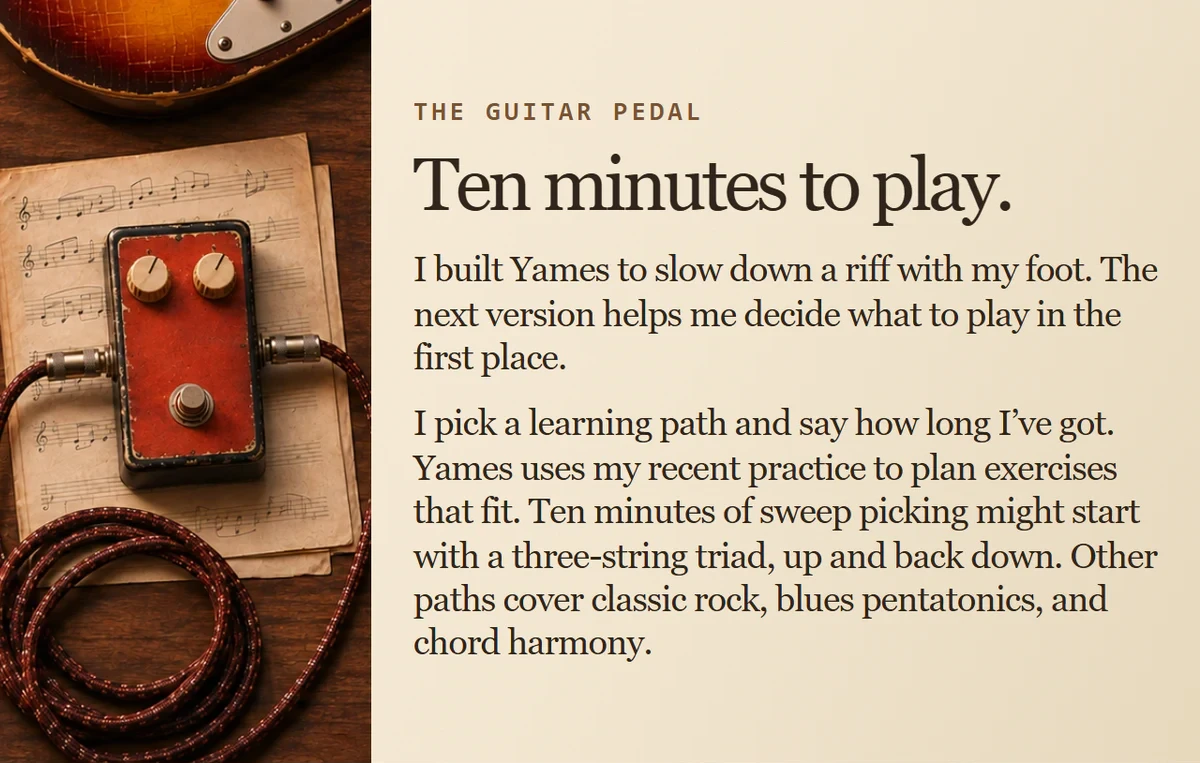 THE GUITAR PEDAL
Ten minutes to play.
I built Yames to slow down a riff with my foot. The
next version helps me decide what to play in the
first place.
I pick a learning path and say how long I’ve got.
Yames uses my recent practice to plan exercises
that fit. Ten minutes of sweep picking might start
with a three-string triad, up and back down. Other
paths cover classic rock, blues pentatonics, and
chord harmony.